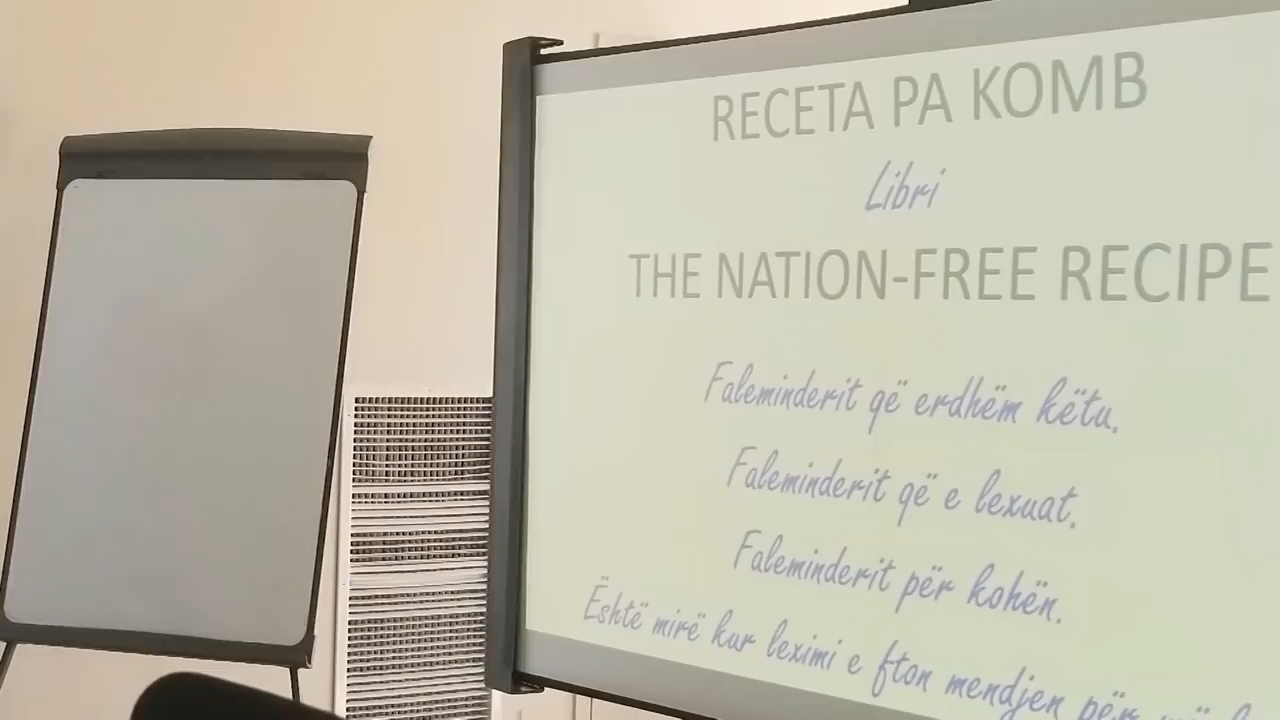 RECETA PA KOMB
Libri
THE NATION-FREE RECIPE
Faleminderit që erdhëm këtu.
Faleminderit që e lexuat.
Faleminderit për kohën.
Është mirë kur leximi e fton mendjen për